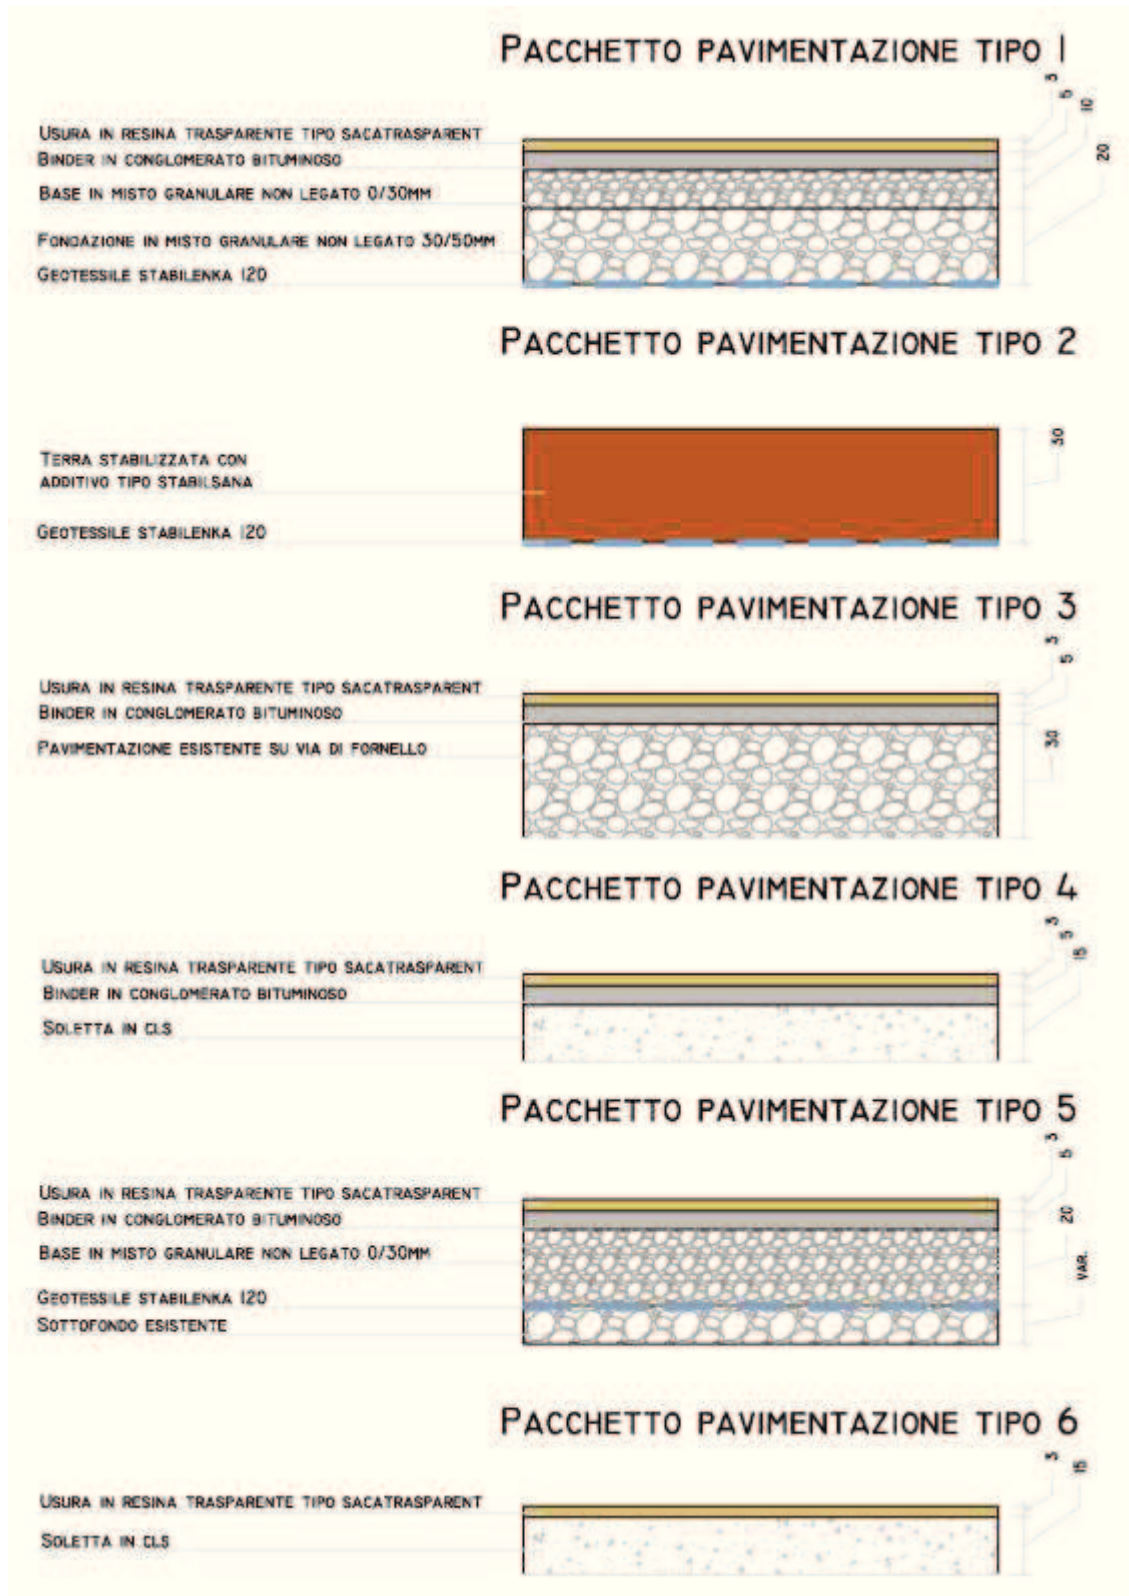 PACCHETTO PAVIMENTAZIONE TIPO 1
3
5
10
20
USURA IN RESINA TRASPARENTE TIPO SACATRASPARENT
BINDER IN CONGLOMERATO BITUMINOSO
BASE IN MISTO GRANULARE NON LEGATO 0/30MM
FONDAZIONE IN MISTO GRANULARE NON LEGATO 30/50MM
GEOTESSILE STABILENKA 120
PACCHETTO PAVIMENTAZIONE TIPO 2
30
TERRA STABILIZZATA CON
ADDITIVO TIPO STABILSANA
GEOTESSILE STABILENKA 120
PACCHETTO PAVIMENTAZIONE TIPO 3
3
5
30
USURA IN RESINA TRASPARENTE TIPO SACATRASPARENT
BINDER IN CONGLOMERATO BITUMINOSO
PAVIMENTAZIONE ESISTENTE SU VIA DI FORNELLO
PACCHETTO PAVIMENTAZIONE TIPO 4
3
5
15
USURA IN RESINA TRASPARENTE TIPO SACATRASPARENT
BINDER IN CONGLOMERATO BITUMINOSO
SOLETTA IN CLS
PACCHETTO PAVIMENTAZIONE TIPO 5
3
5
20
VAR.
USURA IN RESINA TRASPARENTE TIPO SACATRASPARENT
BINDER IN CONGLOMERATO BITUMINOSO
BASE IN MISTO GRANULARE NON LEGATO 0/30MM
GEOTESSILE STABILENKA 120
SOTTOFONDO ESISTENTE
PACCHETTO PAVIMENTAZIONE TIPO 6
3
15
USURA IN RESINA TRASPARENTE TIPO SACATRASPARENT
SOLETTA IN CLS